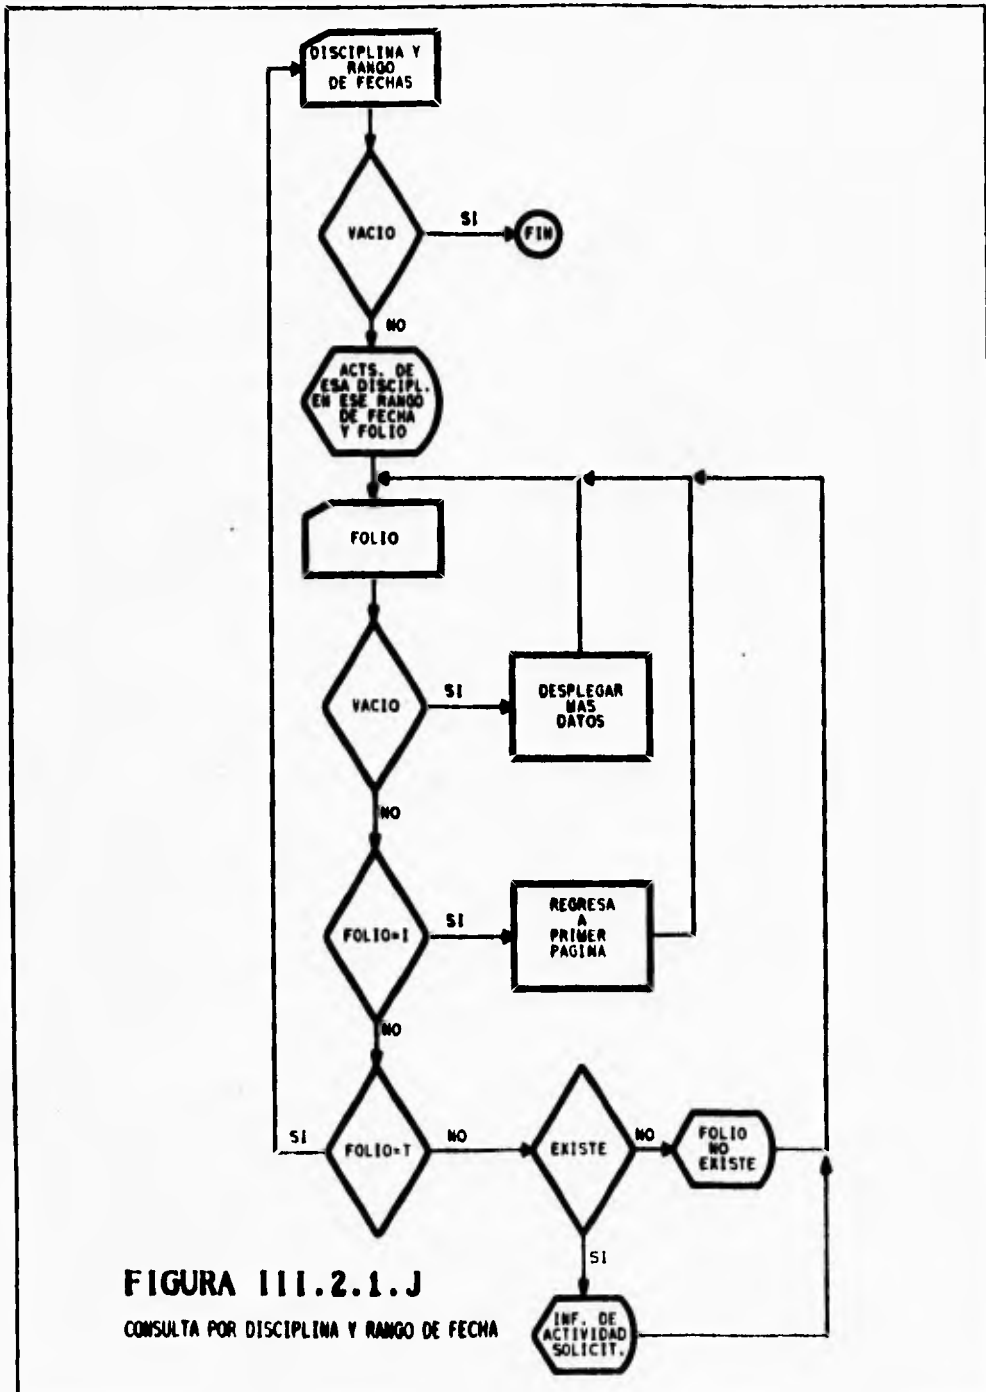 DISCIPLINA Y
RANGO
DE FECHAS
VACIO
SI
FIN
NO
ACTS. DE
ESA DISCIPL.
EN ESE RANGO
DE FECHA
Y FOLIO
FOLIO
VACIO
SI
DESPLEGAR
MAS
DATOS
NO
FOLIO=I
SI
REGRESA
A
PRIMER
PAGINA
NO
SI
FOLIO=T
NO
EXISTE
NO
FOLIO
NO
EXISTE
SI
INF. DE
ACTIVIDAD
SOLICIT.
FIGURA III.2.1.J
CONSULTA POR DISCIPLINA Y RANGO DE FECHA